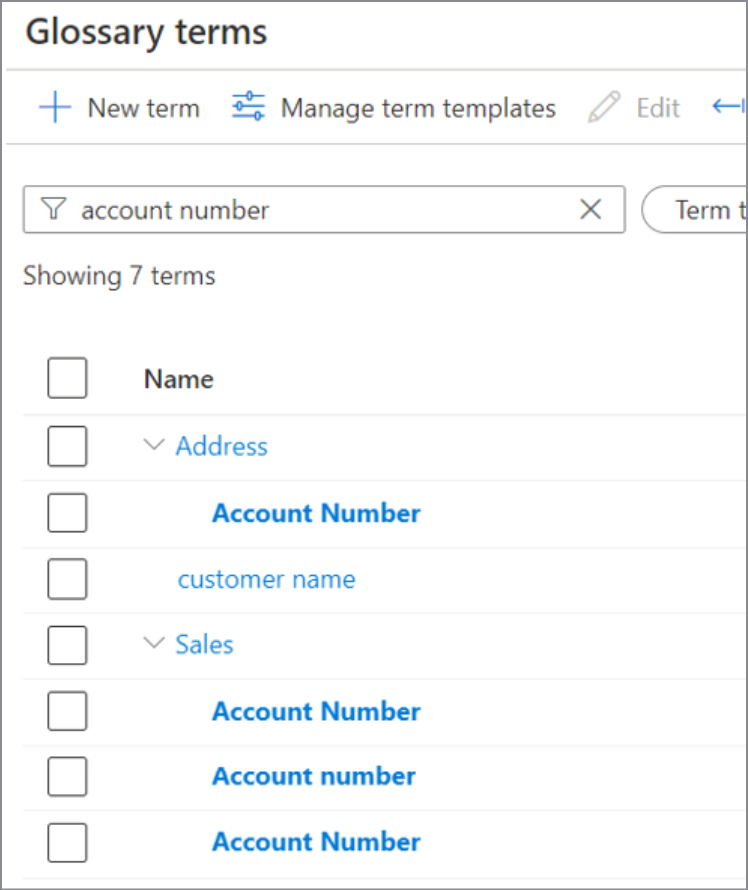 Glossary terms
New term Manage term templates Edit
account number Term t
Showing 7 terms
Name
Address
Account Number
customer name
Sales
Account Number
Account number
Account Number